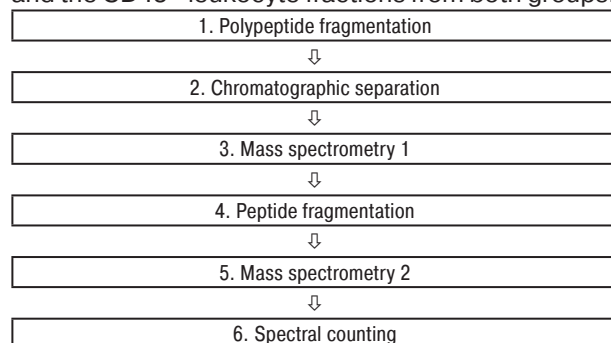 1. Polypeptide fragmentation
⇩
2. Chromatographic separation
⇩
3. Mass spectrometry 1
⇩
4. Peptide fragmentation
⇩
5. Mass spectrometry 2
⇩
6. Spectral counting